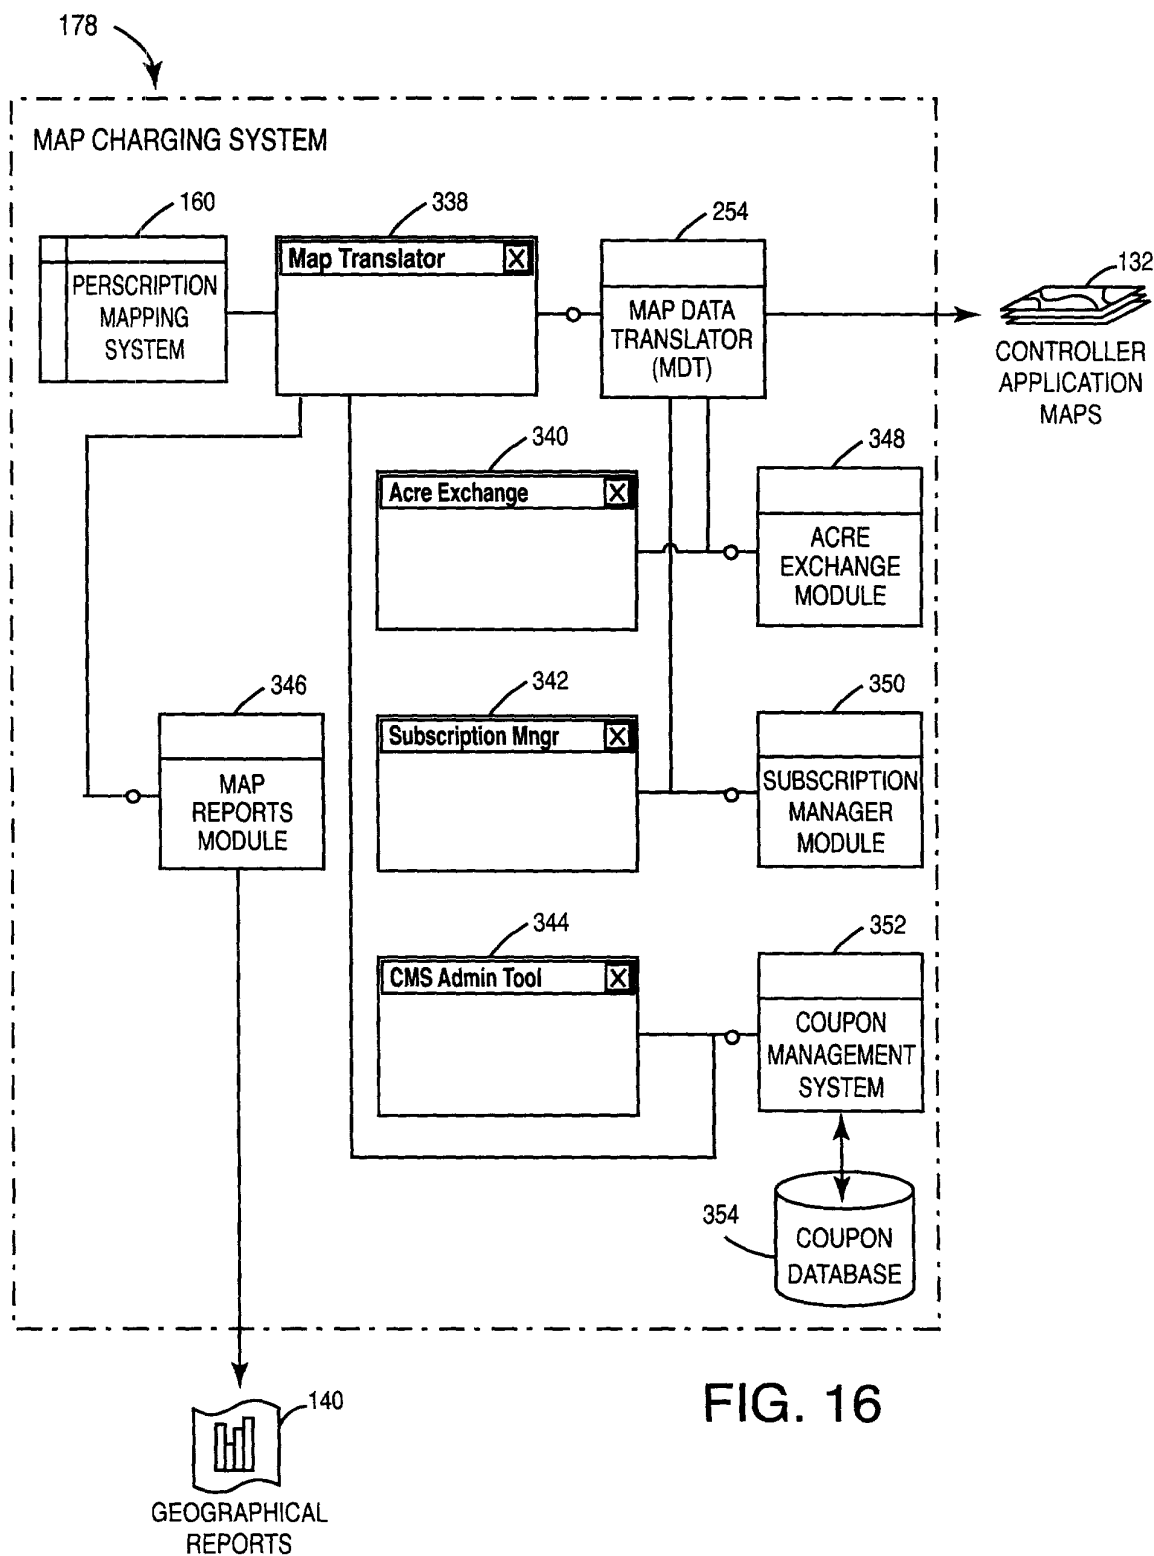 178
MAP CHARGING SYSTEM
160
338
254
132
PERSCRIPTION
MAPPING
SYSTEM
Map Translator
X
MAP DATA
TRANSLATOR
(MDT)
CONTROLLER
APPLICATION
MAPS
340
348
Acre Exchange
X
ACRE
EXCHANGE
MODULE
346
342
350
MAP
REPORTS
MODULE
Subscription Mngr
X
SUBSCRIPTION
MANAGER
MODULE
344
352
CMS Admin Tool
X
COUPON
MANAGEMENT
SYSTEM
354
COUPON
DATABASE
140
GEOGRAPHICAL
REPORTS
FIG. 16